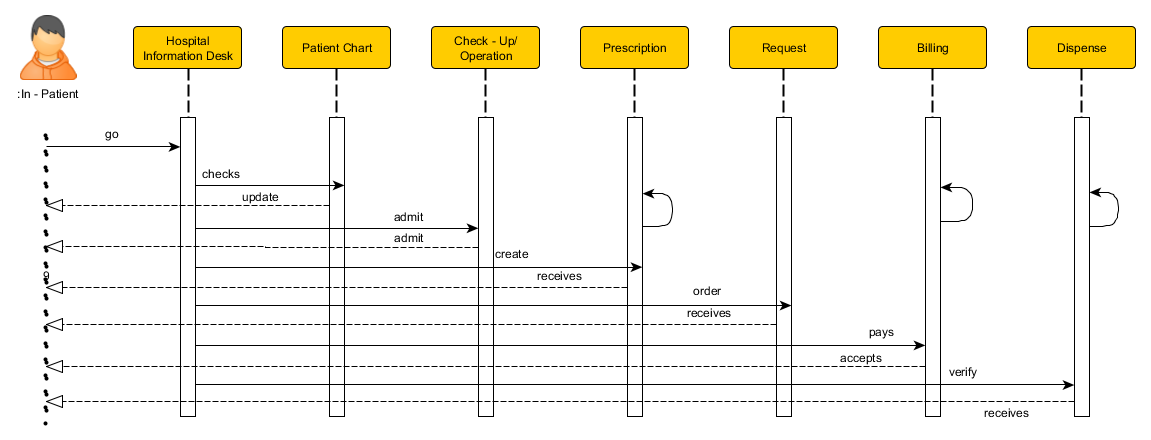 Hospital
Information Desk
Patient Chart
Check - Up/
Operation
Prescription
Request
Billing
Dispense
:In - Patient
go
checks
update
admit
admit
create
9
receives
order
receives
pays
accepts
verify
receives